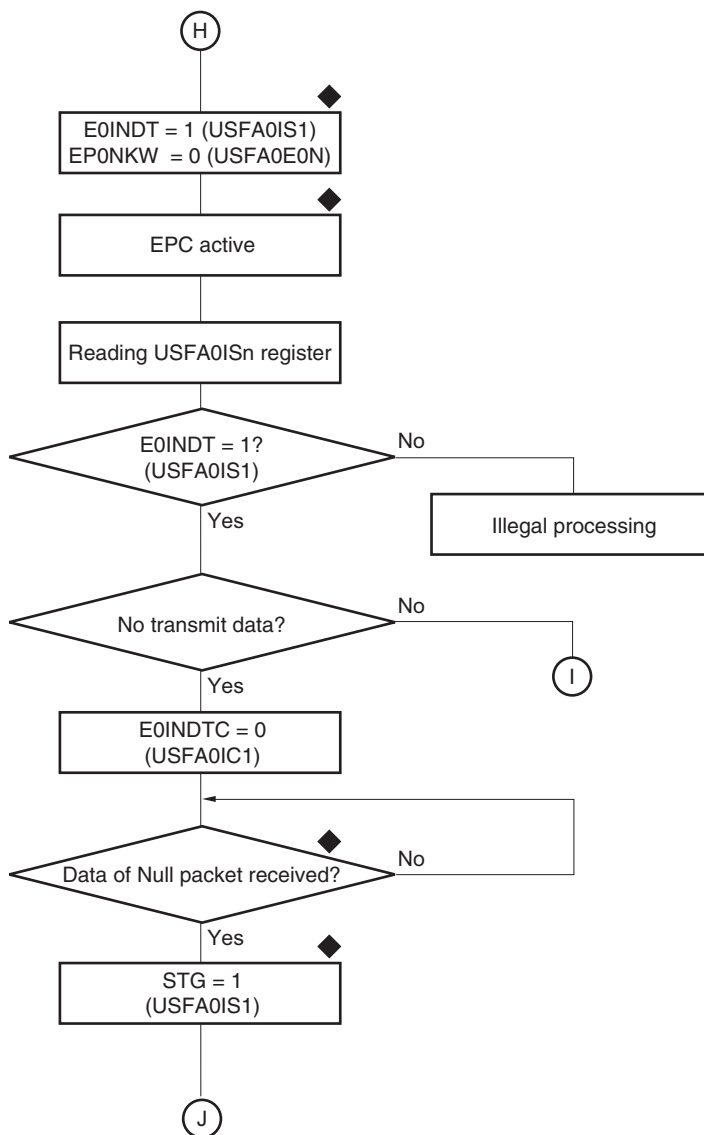 H
E0INDT = 1 (USFA0IS1)
EP0NKW = 0 (USFA0E0N)
EPC active
Reading USFA0ISn register
E0INDT = 1?
(USFA0IS1)
No
Illegal processing
Yes
No transmit data?
No
I
Yes
E0INDTC = 0
(USFA0IC1)
Data of Null packet received?
No
Yes
STG = 1
(USFA0IS1)
J